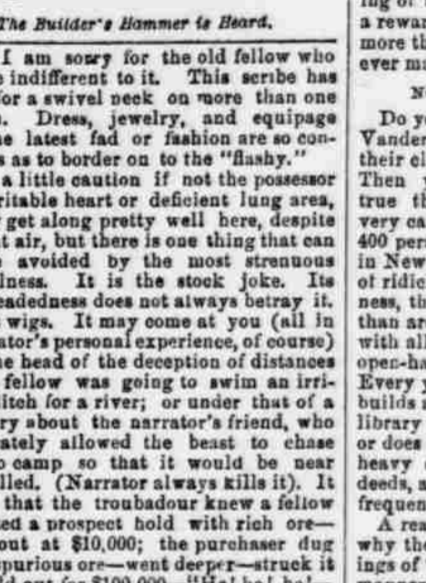 The Builder's Hammer is Heard.
I am sorry for the old fellow who
indifferent to it. This scribe has
for a swivel neck on more than one
Dress, jewelry, and equipage
latest fad or fashion are so con-
as to border on to the "flashy."
a little caution if not the possessor
ritable heart or deficient lung area,
get along pretty well here, despite
t air, but there is one thing that can
avoided by the most strenuous
lness. It is the stock joke. Its
eadedness does not always betray it.
wigs. It may come at you (all in
ator's personal experience, of course)
he head of the deception of distances
fellow was going to swim an irri-
litch for a river; or under that of a
ry about the narrator's friend, who
ately allowed the beast to chase
o camp so that it would be near
lled. (Narrator always kills it). It
that the troubadour knew a fellow
ed a prospect hold with rich ore—
out at $10,000; the purchaser dug
purious ore—went deeper—struck it
ing of
a rewar
more th
ever ma
Do yo
Vander
their cl
Then
true th
very ca
400 per
in New
of ridic
ness, th
than ar
with all
open-ha
Every y
builds
library
or does
heavy
deeds, a
frequen
A rea
why the
ings of